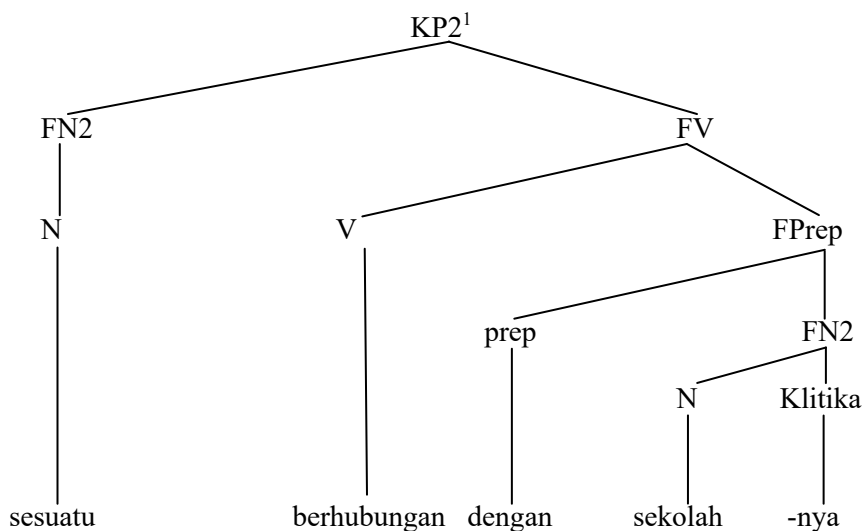 KP2¹
FN2 FV
N V FPrep
prep FN2
N Klitika
sesuatu berhubungan dengan sekolah -nya